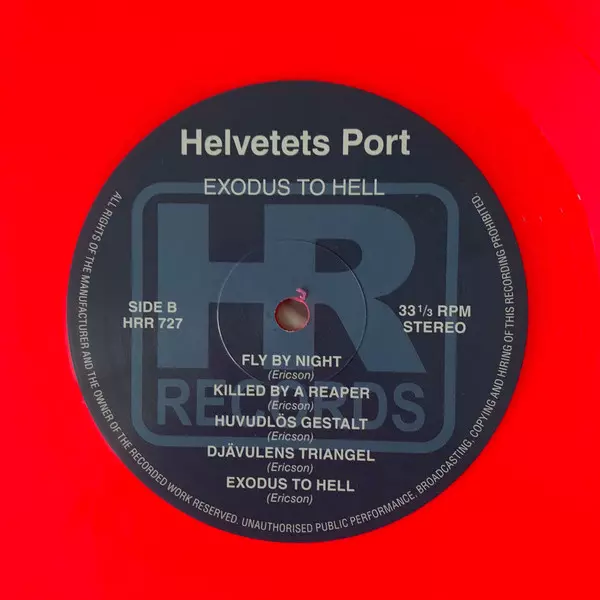 Helvetets Port
EXODUS TO HELL
HR
RECORDS
SIDE B
HRR 727
33 1/3 RPM
STEREO
FLY BY NIGHT
(Ericson)
KILLED BY A REAPER
(Ericson)
HUVUDLÖS GESTALT
(Ericson)
DJÄVULENS TRIANGEL
(Ericson)
EXODUS TO HELL
(Ericson)
ALL RIGHTS OF THE MANUFACTURER AND THE OWNER OF THE RECORDED WORK RESERVED. UNAUTHORISED PUBLIC PERFORMANCE, BROADCASTING, COPYING AND HIRING OF THIS RECORDING PROHIBITED.